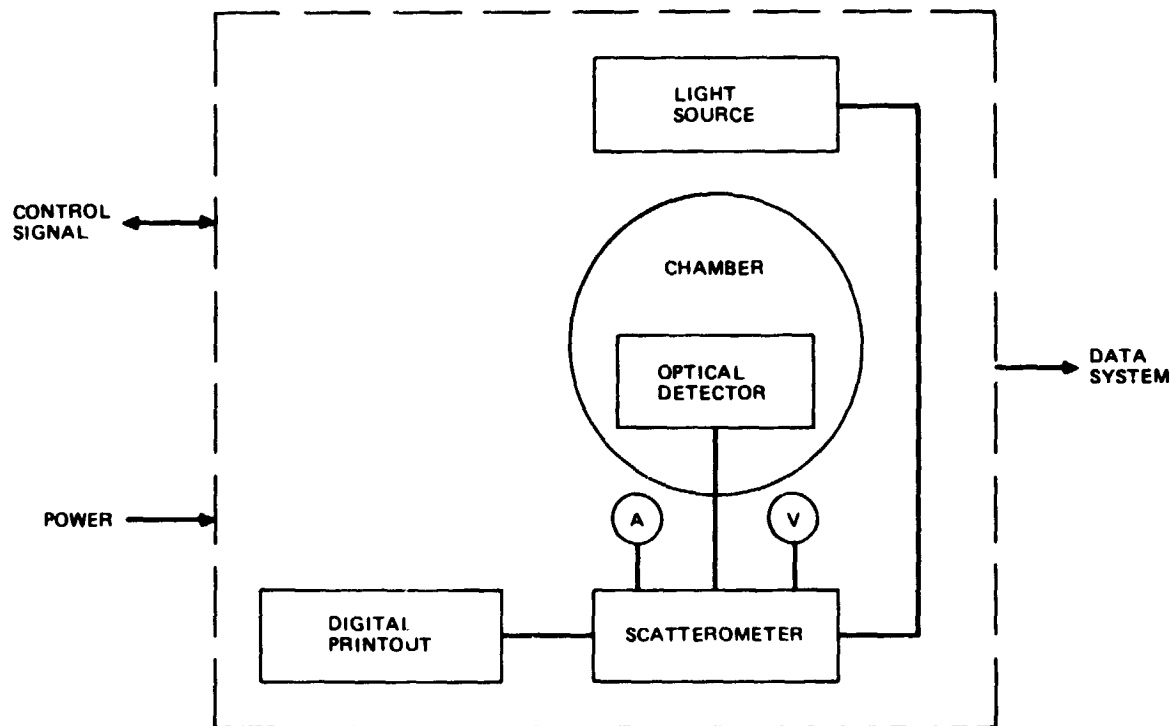 LIGHT
SOURCE
CONTROL
SIGNAL
CHAMBER
OPTICAL
DETECTOR
DATA
SYSTEM
POWER
A
V
DIGITAL
PRINTOUT
SCATTEROMETER